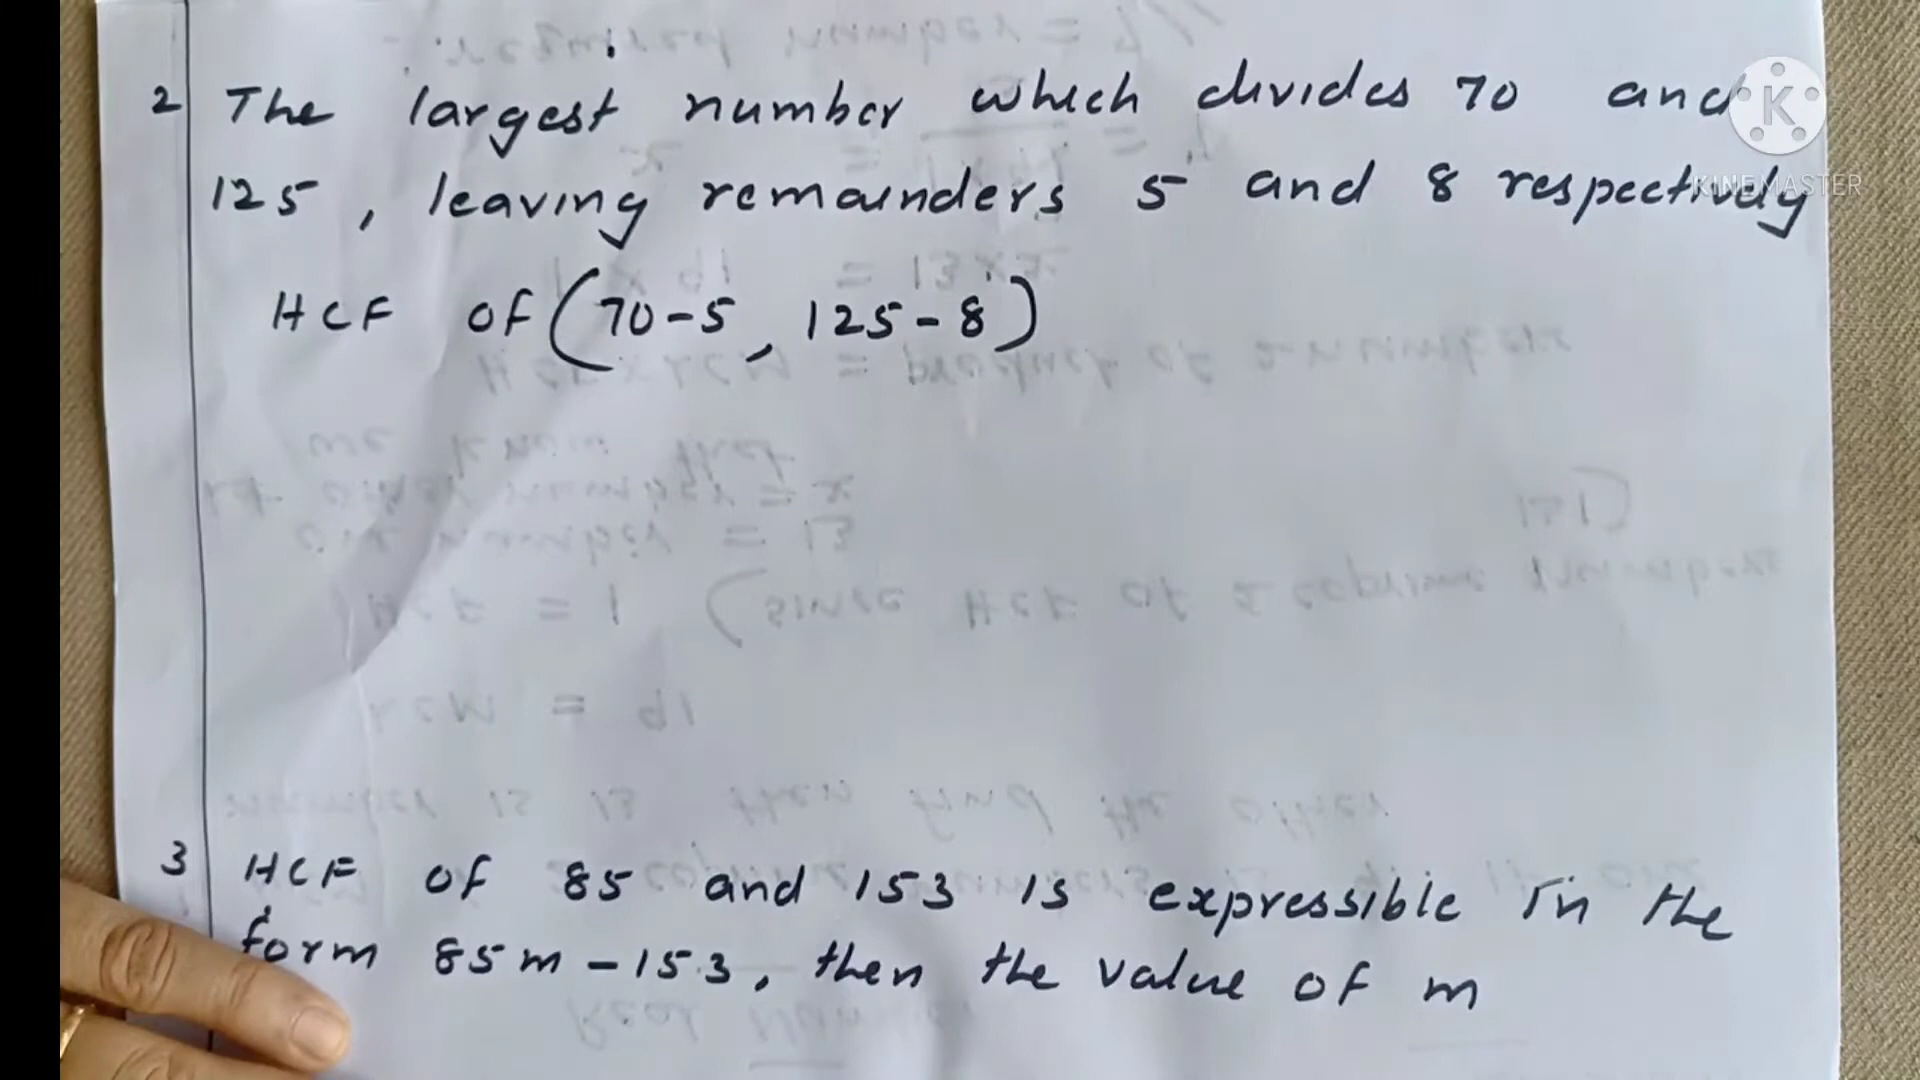 2 The largest number which divides 70 and
125, leaving remainders 5 and 8 respectively
HCF of (70-5, 125-8)
3 HCF of 85 and 153 is expressible in the
form 85m-153, then the value of m
K
KINEMASTER